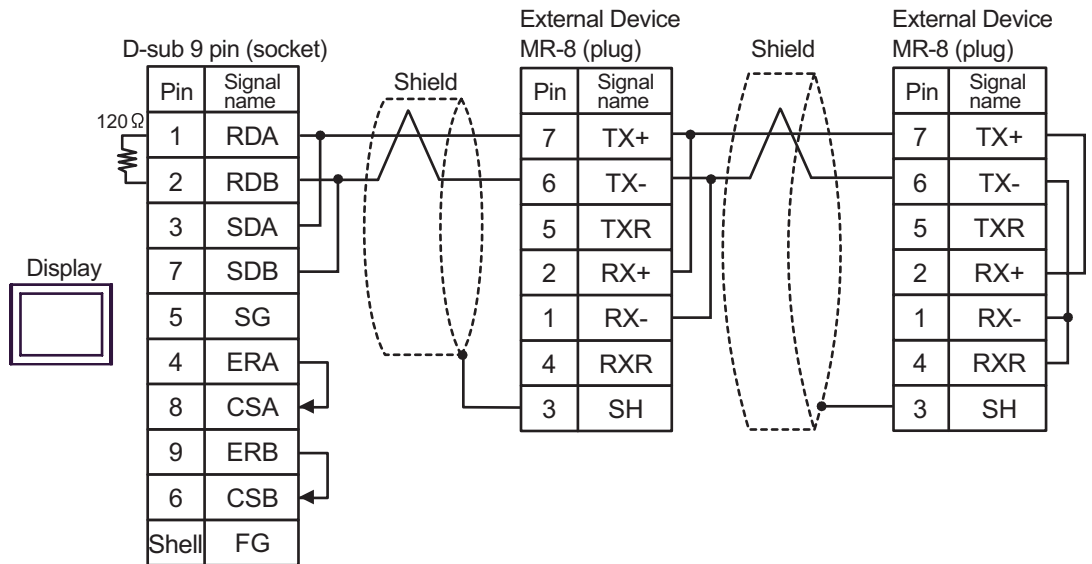 D-sub 9 pin (socket)
Pin Signal name
120Ω
1 RDA
2 RDB
3 SDA
7 SDB
5 SG
4 ERA
8 CSA
9 ERB
6 CSB
Shell FG
Display
Shield
External Device
MR-8 (plug)
Pin Signal name
7 TX+
6 TX-
5 TXR
2 RX+
1 RX-
4 RXR
3 SH
Shield
External Device
MR-8 (plug)
Pin Signal name
7 TX+
6 TX-
5 TXR
2 RX+
1 RX-
4 RXR
3 SH